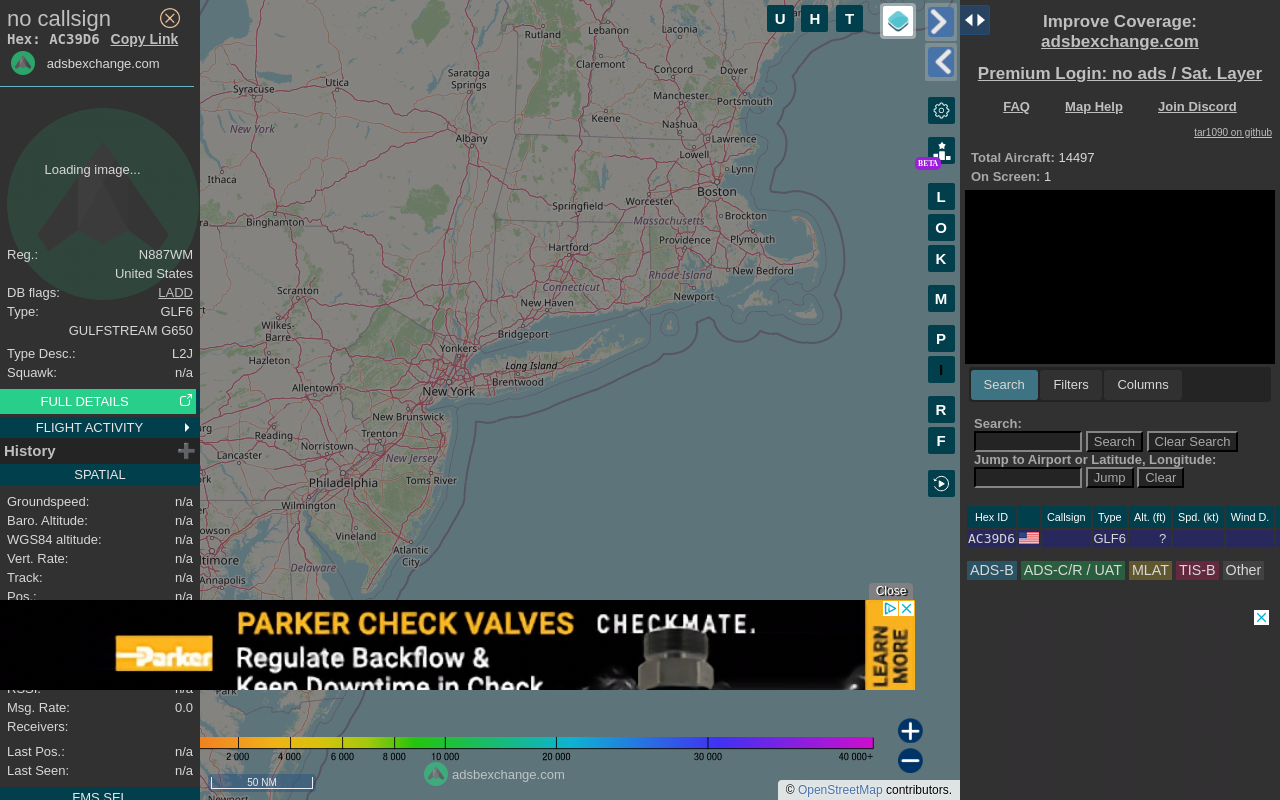 no callsign
Hex: AC39D6 Copy Link
adsbexchange.com
Loading image...
Reg.: N887WM
United States
DB flags: LADD
Type: GLF6
GULFSTREAM G650
Type Desc.: L2J
Squawk: n/a
FULL DETAILS
FLIGHT ACTIVITY
History
SPATIAL
Groundspeed: n/a
Baro. Altitude: n/a
WGS84 altitude: n/a
Vert. Rate: n/a
Track: n/a
Pos.: n/a
RSSI: n/a
Msg. Rate: 0.0
Receivers:
Last Pos.: n/a
Last Seen: n/a
FMS SEL
U H T
BETA
L
O
K
M
P
I
R
F
Rutland
Lebanon
Laconia
Claremont
Concord
Dover
Utica
Saratoga
Springs
Syracuse
Manchester
Portsmouth
Keene
Nashua
New York
Albany
Lawrence
Lowell
Lynn
Ithaca
Boston
Worcester
Springfield
Massachusetts
Brockton
Binghamton
Hartford
Providence
Plymouth
Rhode Island
New Bedford
Connecticut
Scranton
New Haven
Newport
Wilkes-
Barre
Bridgeport
Yonkers
Hazleton
Long Island
Brentwood
Allentown
New York
New Brunswick
Reading
Trenton
Norristown
Lancaster
New Jersey
Philadelphia
Toms River
Wilmington
Vineland
Atlantic
City
Annapolis
Delaware
Close
Parker
PARKER CHECK VALVES
Regulate Backflow &
Keep Downtime in Check
CHECKMATE.
LEARN
MORE
2 000 4 000 6 000 8 000 10 000 20 000 30 000 40 000+
50 NM
adsbexchange.com
© OpenStreetMap contributors.
Improve Coverage:
adsbexchange.com
Premium Login: no ads / Sat. Layer
FAQ Map Help Join Discord
tar1090 on github
Total Aircraft: 14497
On Screen: 1
Search Filters Columns
Search:
Search Clear Search
Jump to Airport or Latitude, Longitude:
Jump Clear
Hex ID Callsign Type Alt. (ft) Spd. (kt) Wind D.
AC39D6 GLF6 ?
ADS-B ADS-C/R / UAT MLAT TIS-B Other